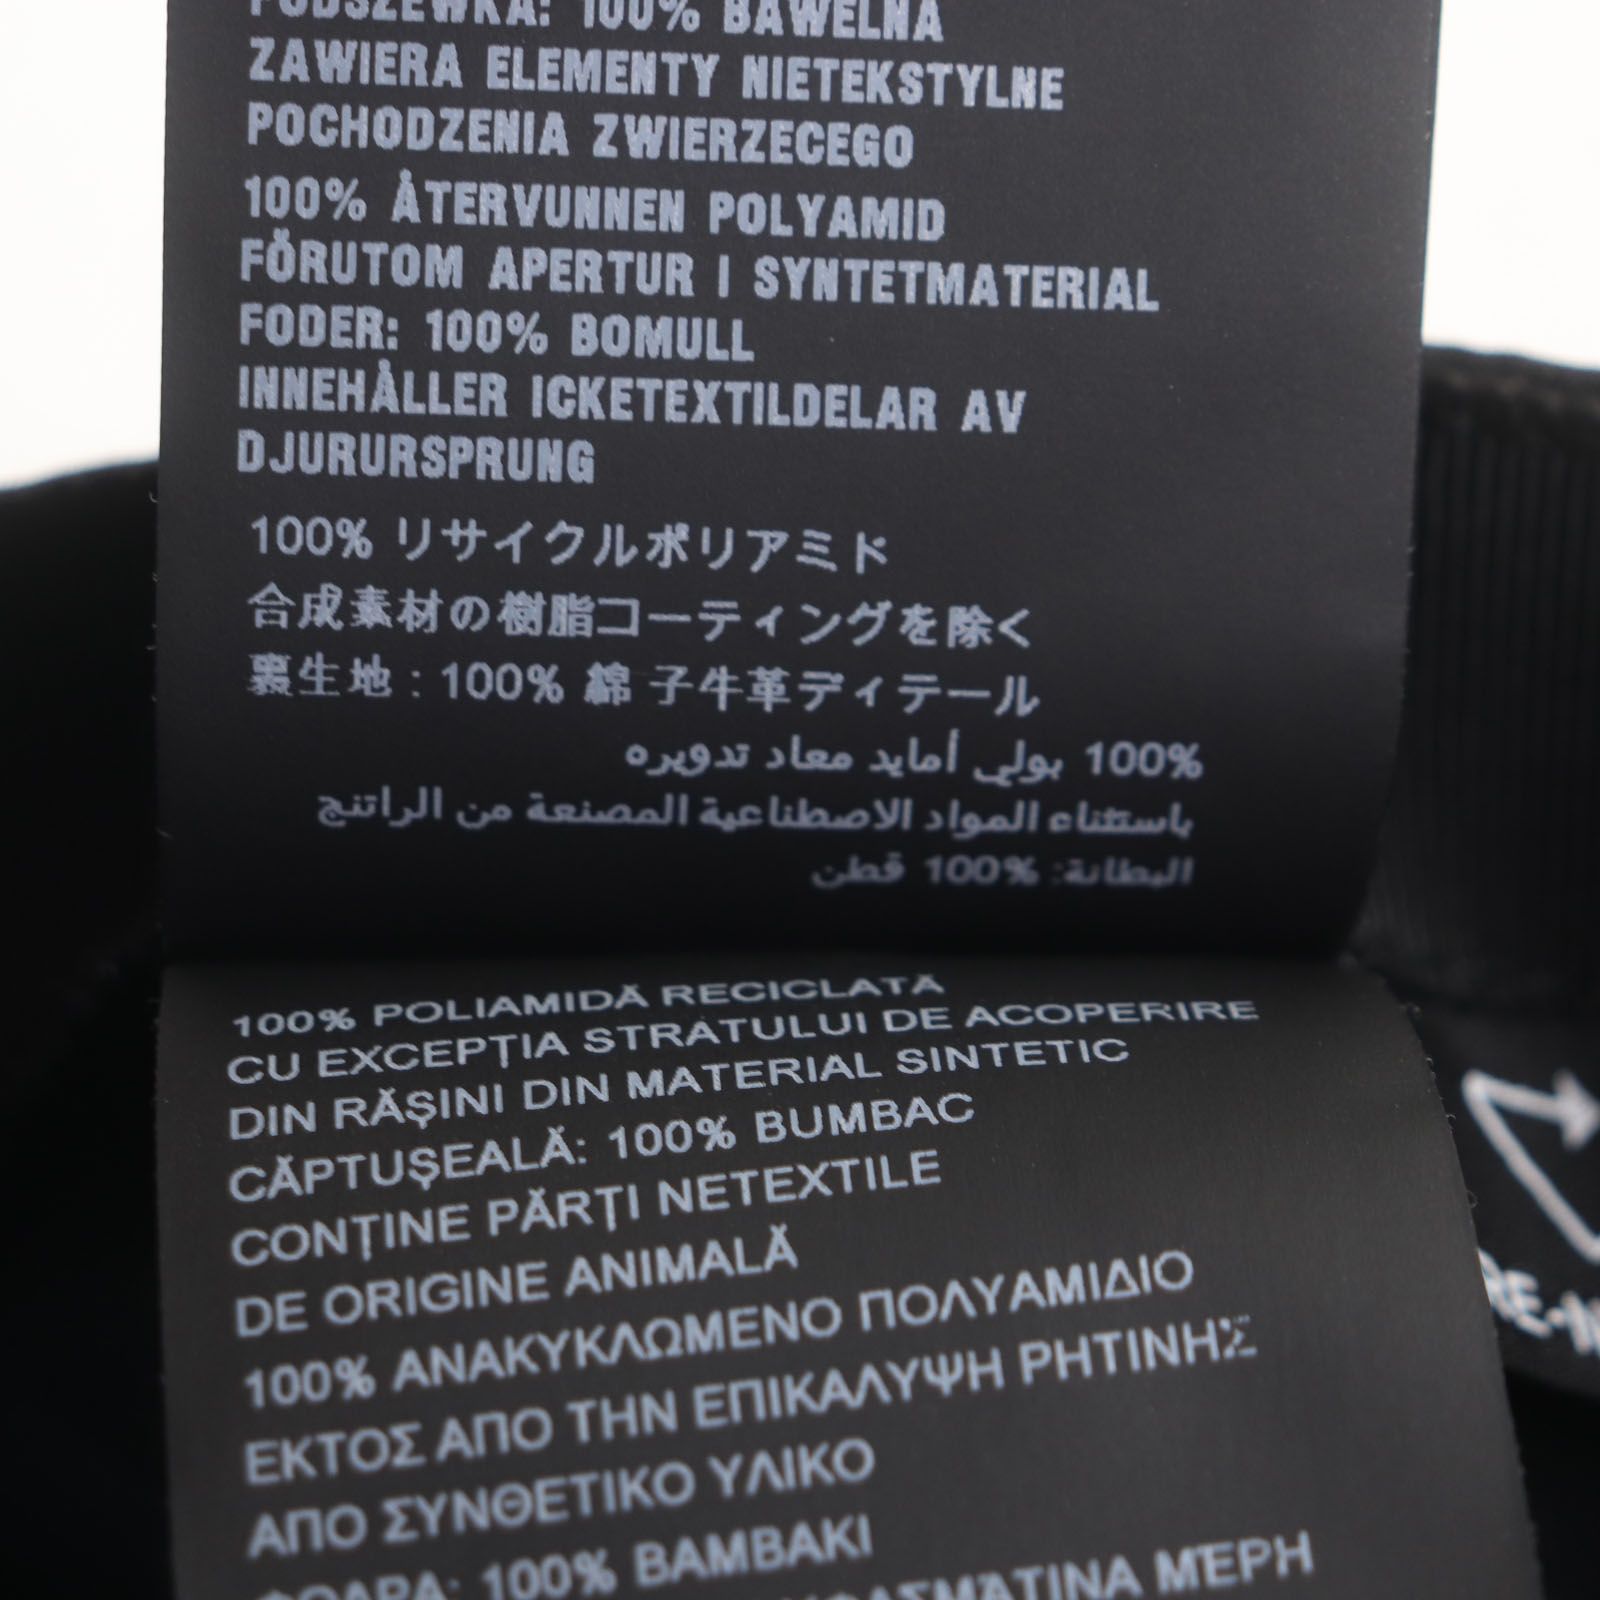 PODSZEWKA: 100% BAWEŁNA
ZAWIERA ELEMENTY NIETEKSTYLNE
POCHODZENIA ZWIERZECEGO
100% ÅTERVUNNEN POLYAMID
FÖRUTOM APERTUR I SYNTETMATERIAL
FODER: 100% BOMULL
INNEHÅLLER ICKETEXTILDELAR AV
DJURURSPRUNG
100% リサイクルポリアミド
合成素材の樹脂コーティングを除く
裏生地 : 100% 綿 子牛革ディテール
100% بولي أمايد معاد تدويره
باستثناء المواد الاصطناعية المصنعة من الراتنج
البطانة: 100% قطن
100% POLIAMIDĂ RECICLATĂ
CU EXCEPȚIA STRATULUI DE ACOPERIRE
DIN RĂȘINI DIN MATERIAL SINTETIC
CĂPTUȘEALĂ: 100% BUMBAC
CONȚINE PĂRȚI NETEXTILE
DE ORIGINE ANIMALĂ
100% ΑΝΑΚΥΚΛΩΜΕΝΟ ΠΟΛΥΑΜΙΔΙΟ
ΕΚΤΟΣ ΑΠΟ ΤΗΝ ΕΠΙΚΑΛΥΨΗ ΡΗΤΙΝΗΣ
ΑΠΟ ΣΥΝΘΕΤΙΚΟ ΥΛΙΚΟ
ΦΟΔΡΑ: 100% ΒΑΜΒΑΚΙ
ΜΕΡΗ
RE-N